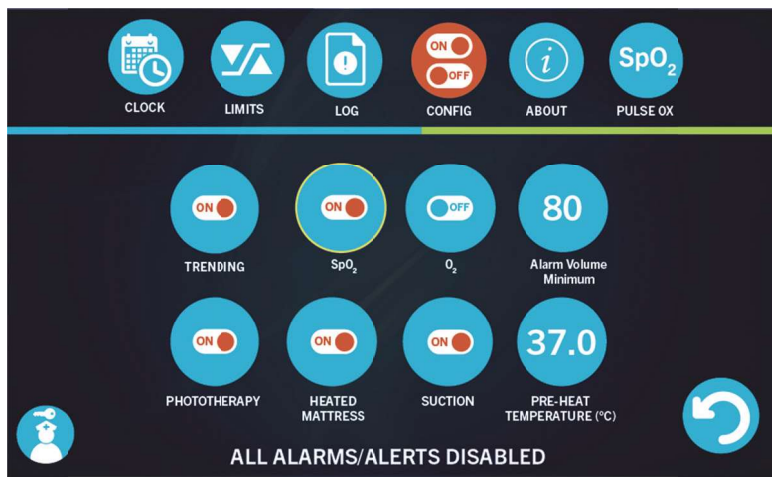 ON
OFF
i
SpO₂
CLOCK
LIMITS
LOG
CONFIG
ABOUT
PULSE OX
ON
ON
OFF
80
TRENDING
SpO₂
O₂
Alarm Volume
Minimum
ON
ON
ON
37.0
PHOTOTHERAPY
HEATED
MATTRESS
SUCTION
PRE-HEAT
TEMPERATURE (°C)
ALL ALARMS/ALERTS DISABLED